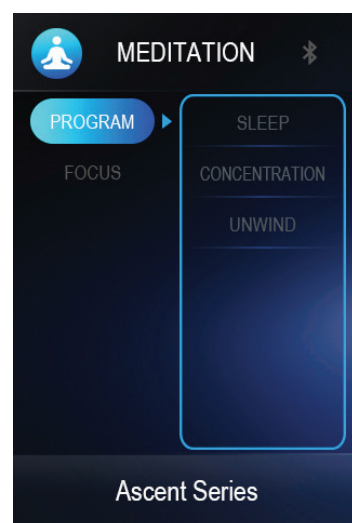 MEDITATION
PROGRAM
FOCUS
SLEEP
CONCENTRATION
UNWIND
Ascent Series